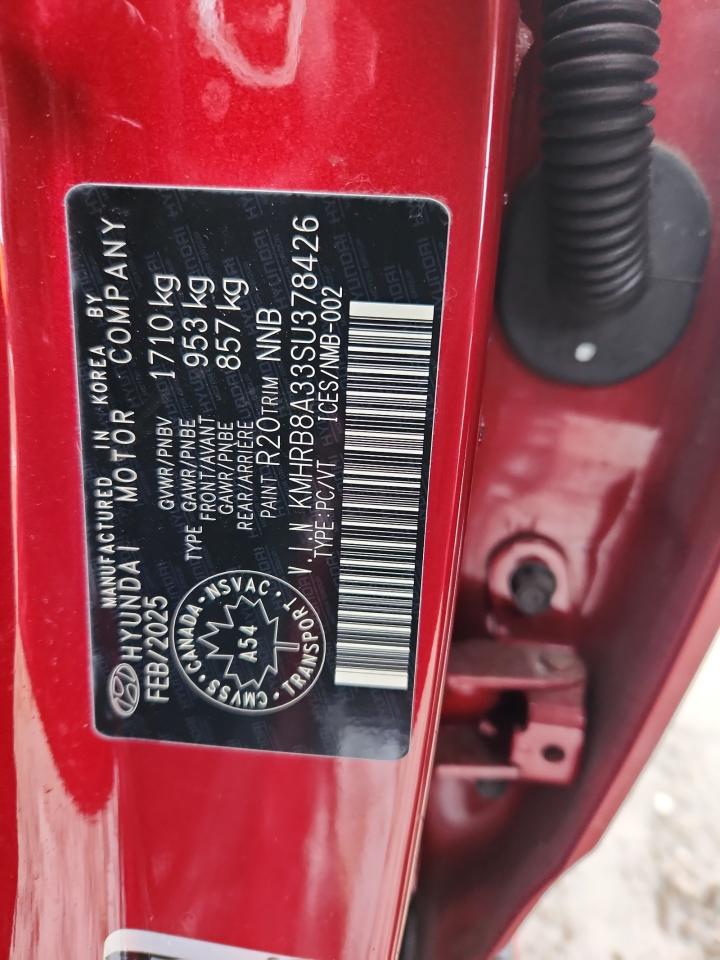 MANUFACTURED IN KOREA BY
HYUNDAI MOTOR COMPANY
FEB/2025 GVWR/PNBV 1710 kg
TYPE GAWR/PNBE
FRONT/AVANT 953 kg
GAWR/PNBE
REAR/ARRIÈRE 857 kg
PAINT R2O TRIM NNB
CANADA • NSVAC • TRANSPORT • CMVSS
A54
V.I.N KMHRB8A33SU378426
TYPE:PC/VT ICES/NMB-002